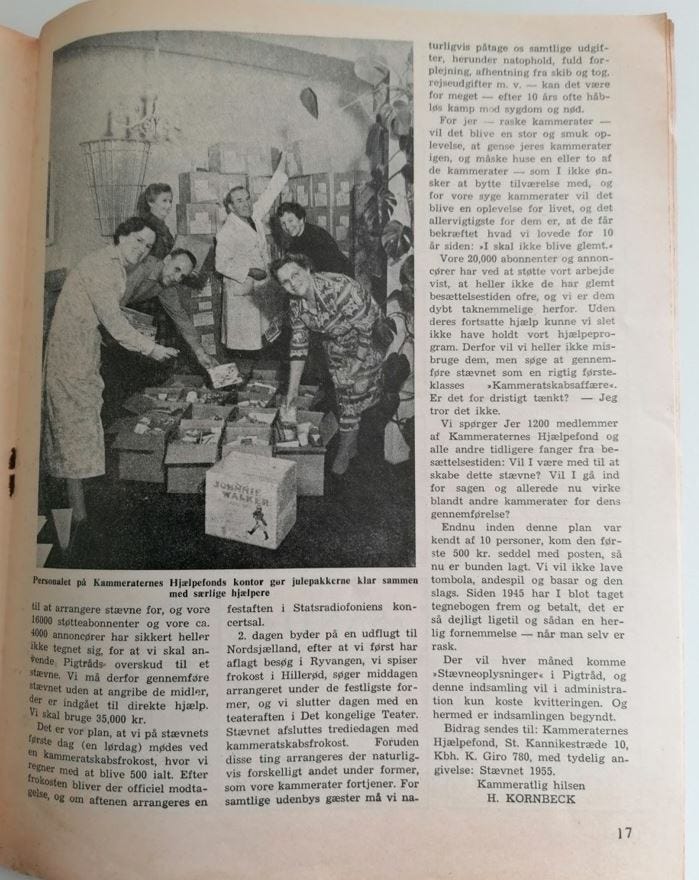 JOHNNIE
WALKER
Personalet på Kammeraternes Hjælpefonds kontor gør julepakkerne klar sammen
med særlige hjælpere
til at arrangere stævne for, og vore
16000 støtteabonnenter og vore ca.
4000 annoncører har sikkert heller
ikke tegnet sig, for at vi skal an-
vende Pigtråds overskud til et
stævne. Vi må derfor gennemføre
stævnet uden at angribe de midler,
der er indgået til direkte hjælp.
Vi skal bruge 35,000 kr.
Det er vor plan, at vi på stævnets
første dag (en lørdag) mødes ved
en kammeratskabsfrokost, hvor vi
regner med at blive 500 ialt. Efter
frokosten bliver der officiel modta-
gelse, og om aftenen arrangeres en
festaften i Statsradiofoniens kon-
certsal.
2. dagen byder på en udflugt til
Nordsjælland, efter at vi først har
aflagt besøg i Ryvangen, vi spiser
frokost i Hillerød, søger middagen
arrangeret under de festligste for-
mer, og vi slutter dagen med en
teateraften i Det kongelige Teater.
Stævnet afsluttes trediedagen med
kammeratskabsfrokost. Foruden
disse ting arrangeres der naturlig-
vis forskelligt andet under former,
som vore kammerater fortjener. For
samtlige udenbys gæster må vi na-
turligvis påtage os samtlige udgif-
ter, herunder natophold, fuld for-
plejning, afhentning fra skib og tog,
rejseudgifter m. v. — kan det være
for meget — efter 10 års ofte håb-
løs kamp mod sygdom og nød.
For jer — raske kammerater —
vil det blive en stor og smuk op-
levelse, at gense jeres kammerater
igen, og måske huse en eller to af
de kammerater — som I ikke øn-
sker at bytte tilværelse med, og
for vore syge kammerater vil det
blive en oplevelse for livet, og det
allervigtigste for dem er, at de får
bekræftet hvad vi lovede for 10
år siden: »I skal ikke blive glemt.«
Vore 20,000 abonnenter og annon-
cører har ved at støtte vort arbejde
vist, at heller ikke de har glemt
besættelsestiden ofre, og vi er dem
dybt taknemmelige herfor. Uden
deres fortsatte hjælp kunne vi slet
ikke have holdt vort hjælpepro-
gram. Derfor vil vi heller ikke mis-
bruge dem, men søge at gennem-
føre stævnet som en rigtig første-
klasses »Kammeratskabsaffære«.
Er det for dristigt tænkt? — Jeg
tror det ikke.
Vi spørger Jer 1200 medlemmer
af Kammeraternes Hjælpefond og
alle andre tidligere fanger fra be-
sættelsestiden: Vil I være med til at
skabe dette stævne? Vil I gå ind
for sagen og allerede nu virke
blandt andre kammerater for dens
gennemførelse?
Endnu inden denne plan var
kendt af 10 personer, kom den før-
ste 500 kr. seddel med posten, så
nu er bunden lagt. Vi vil ikke lave
tombola, andespil og basar og den
slags. Siden 1945 har I blot taget
tegnebogen frem og betalt, det er
så dejligt ligetil og sådan en her-
lig fornemmelse — når man selv er
rask.
Der vil hver måned komme
»Stævneoplysninger« i Pigtråd, og
denne indsamling vil i administra-
tion kun koste kvitteringen. Og
hermed er indsamlingen begyndt.
Bidrag sendes til: Kammeraternes
Hjælpefond, St. Kannikestræde 10,
Kbh. K. Giro 780, med tydelig an-
givelse: Stævnet 1955.
Kammeratlig hilsen
H. KORNBECK
17